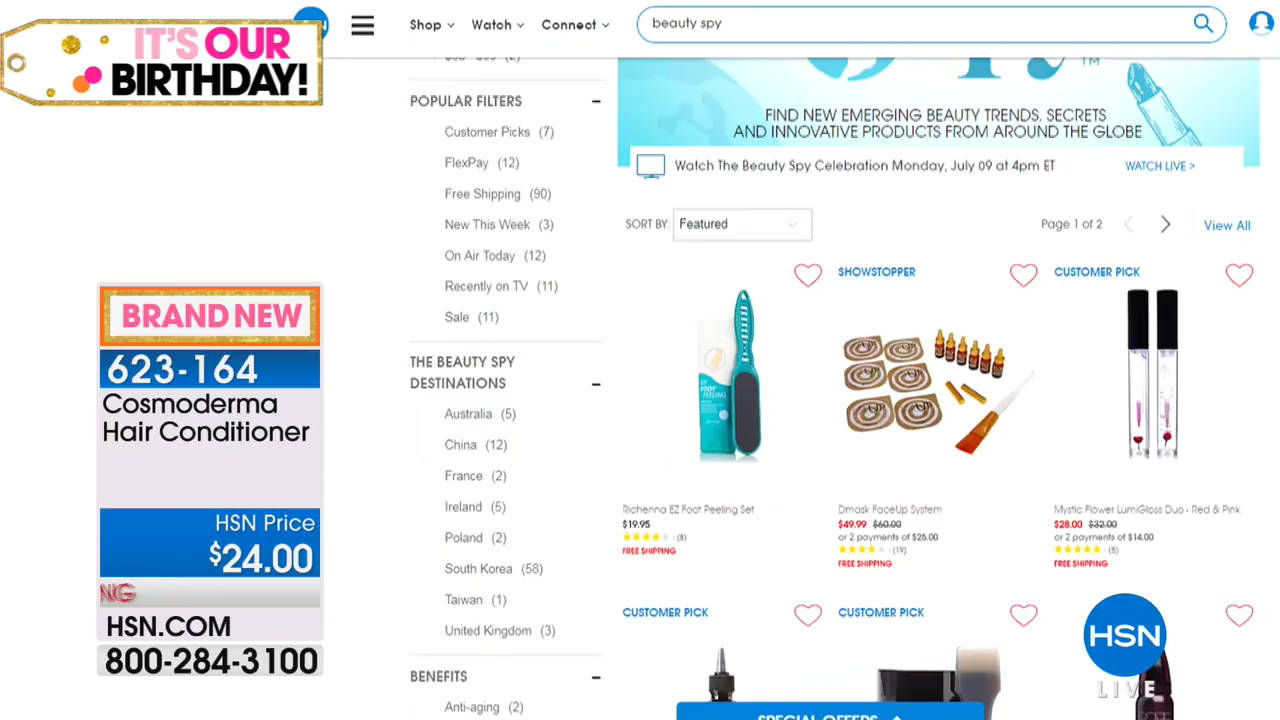 IT'S OUR
BIRTHDAY!
Shop
Watch
Connect
beauty spy
POPULAR FILTERS
Customer Picks (7)
FlexPay (12)
Free Shipping (90)
New This Week (3)
On Air Today (12)
Recently on TV (11)
Sale (11)
THE BEAUTY SPY
DESTINATIONS
Australia (5)
China (12)
France (2)
Ireland (5)
Poland (2)
South Korea (58)
Taiwan (1)
United Kingdom (3)
BENEFITS
Anti-aging (2)
TM
FIND NEW EMERGING BEAUTY TRENDS, SECRETS
AND INNOVATIVE PRODUCTS FROM AROUND THE GLOBE
Watch The Beauty Spy Celebration Monday, July 09 at 4pm ET
WATCH LIVE >
SORT BY: Featured
Page 1 of 2
View All
Richenna EZ Foot Peeling Set
$19.95
(8)
FREE SHIPPING
SHOWSTOPPER
Dmask FaceUp System
$49.99 $60.00
or 2 payments of $25.00
(19)
FREE SHIPPING
CUSTOMER PICK
Mystic Flower LumiGloss Duo - Red & Pink
$28.00 $32.00
or 2 payments of $14.00
(5)
FREE SHIPPING
CUSTOMER PICK
CUSTOMER PICK
SPECIAL OFFERS
BRAND NEW
623-164
Cosmoderma
Hair Conditioner
HSN Price
$24.00
HSN.COM
800-284-3100
HSN
LIVE